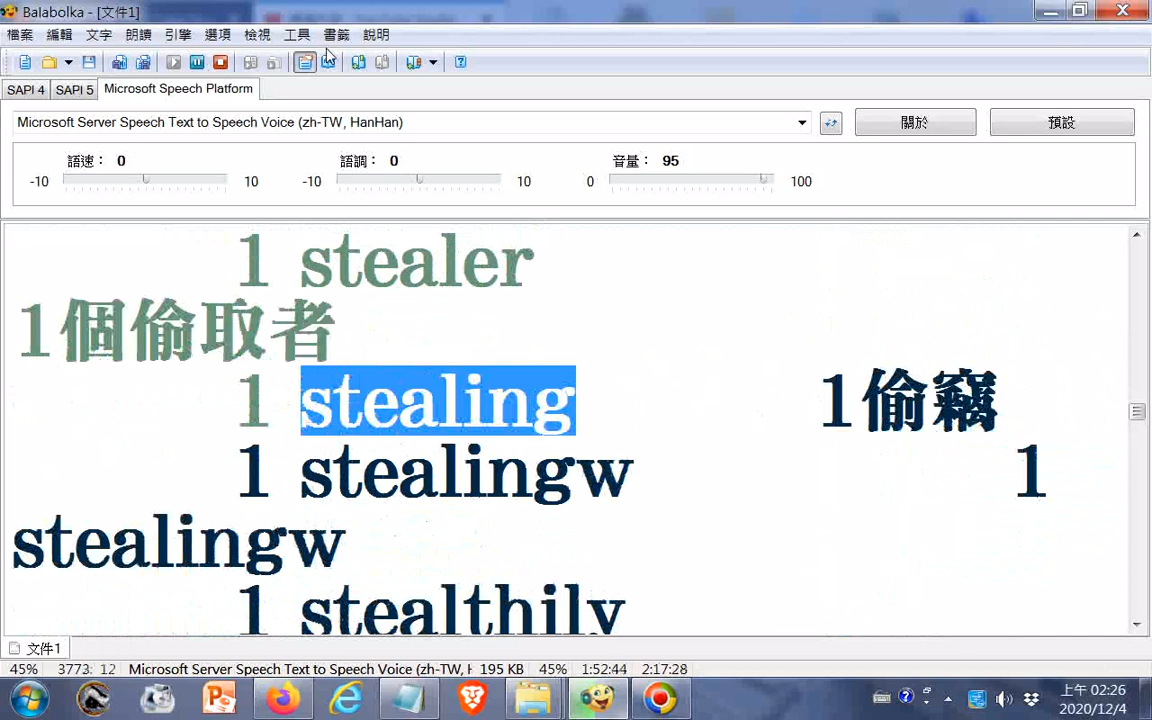 Balabolka - [文件1]
檔案 編輯 文字 朗讀 引擎 選項 檢視 工具 書籤 說明
SAPI 4 SAPI 5 Microsoft Speech Platform
Microsoft Server Speech Text to Speech Voice (zh-TW, HanHan) 關於 預設
語速： 0 語調： 0 音量： 95
-10 10 -10 10 0 100
1 stealer
1個偷取者
1 stealing 1偷竊
1 stealingw 1
stealingw
1 stealthily
文件1
45% 3773: 12 Microsoft Server Speech Text to Speech Voice (zh-TW, H 195 KB 45% 1:52:44 2:17:28
上午 02:26
2020/12/4